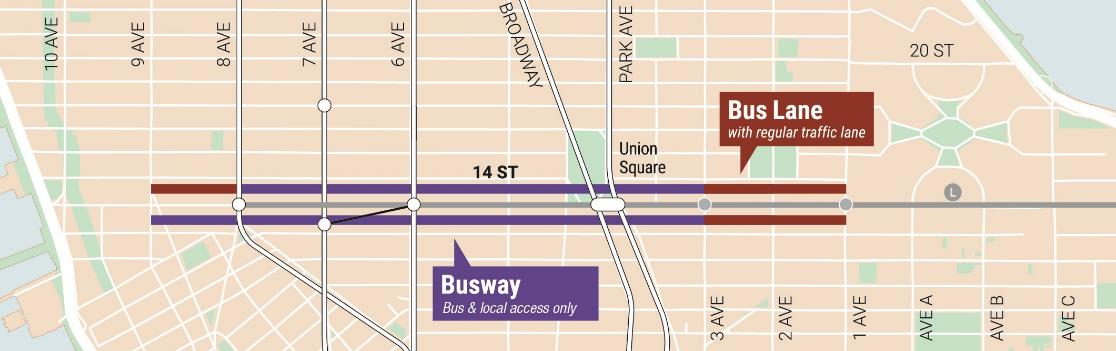 10 AVE
9 AVE
8 AVE
7 AVE
6 AVE
BROADWAY
PARK AVE
20 ST
Bus Lane
with regular traffic lane
Union
Square
14 ST
L
Busway
Bus & local access only
3 AVE
2 AVE
1 AVE
AVE A
AVE B
AVE C